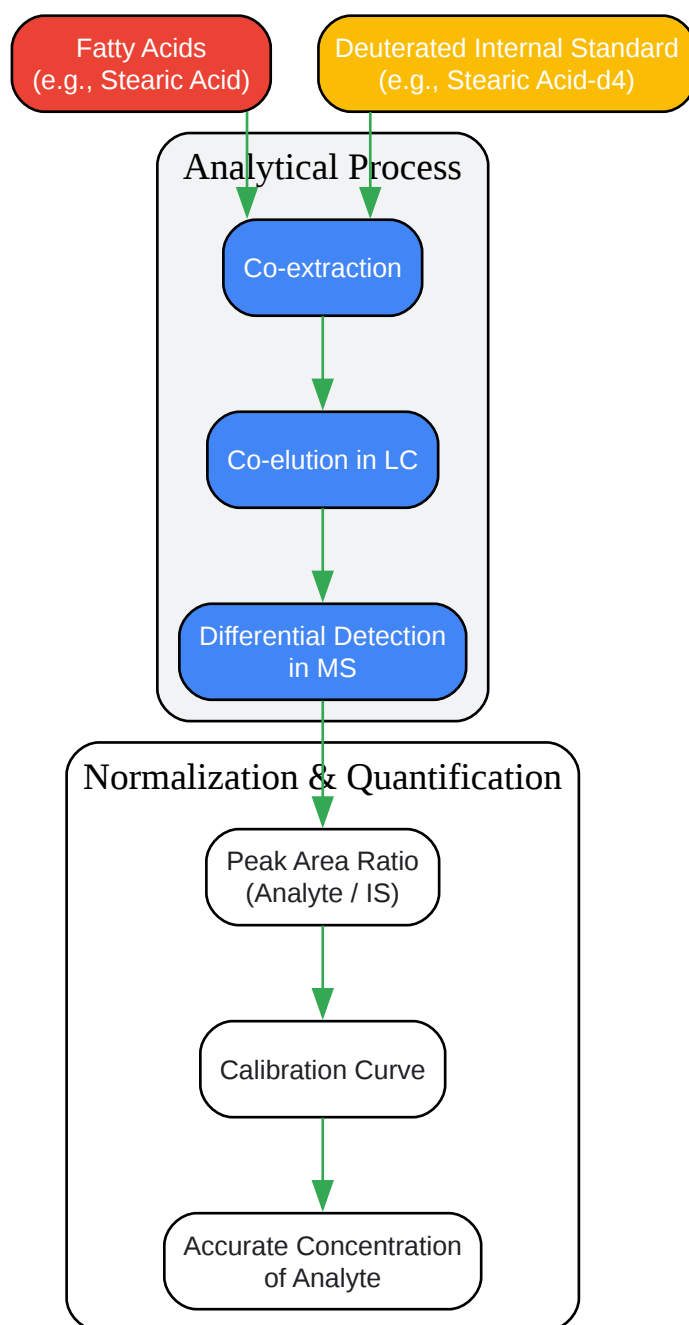 Fatty Acids
(e.g., Stearic Acid)
Deuterated Internal Standard
(e.g., Stearic Acid-d4)
Analytical Process
Co-extraction
Co-elution in LC
Differential Detection
in MS
Normalization & Quantification
Peak Area Ratio
(Analyte / IS)
Calibration Curve
Accurate Concentration
of Analyte